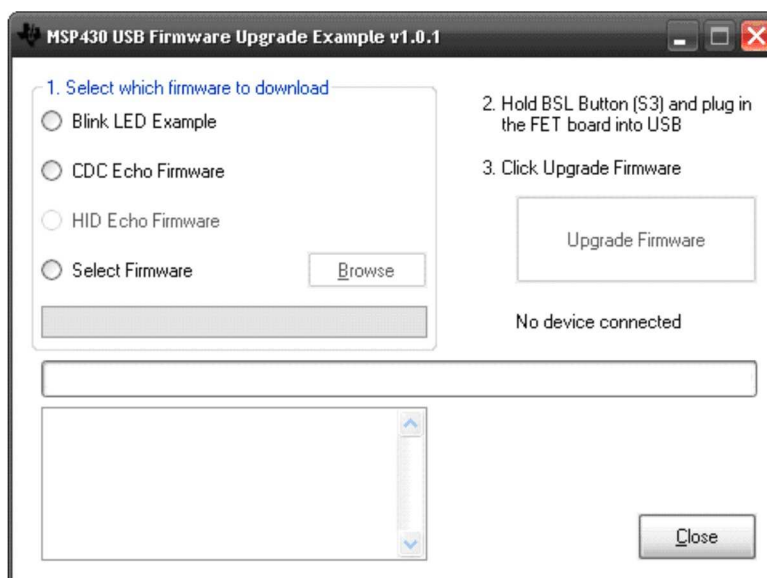 MSP430 USB Firmware Upgrade Example v1.0.1
1. Select which firmware to download
Blink LED Example
CDC Echo Firmware
HID Echo Firmware
Select Firmware
Browse
2. Hold BSL Button (S3) and plug in
the FET board into USB
3. Click Upgrade Firmware
Upgrade Firmware
No device connected
Close